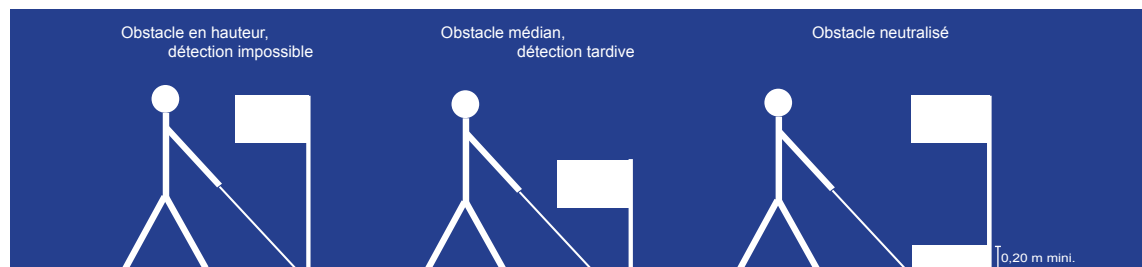 Obstacle en hauteur,
détection impossible
Obstacle médian,
détection tardive
Obstacle neutralisé
0,20 m mini.